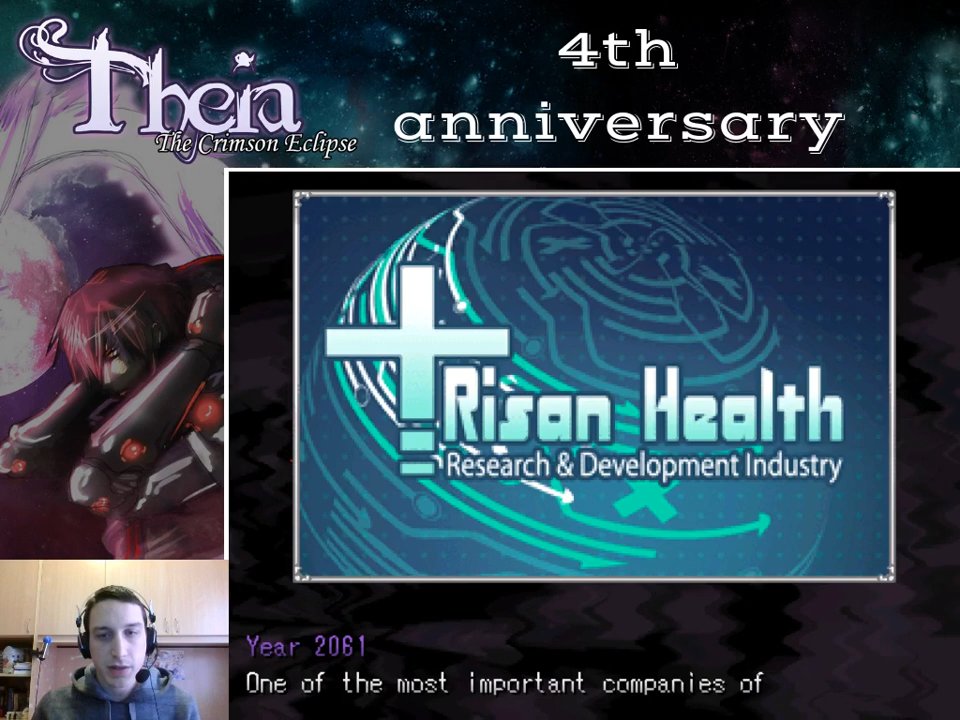 Theia
The Crimson Eclipse
4th
anniversary
Risan Health
Research & Development Industry
Year 2061
One of the most important companies of